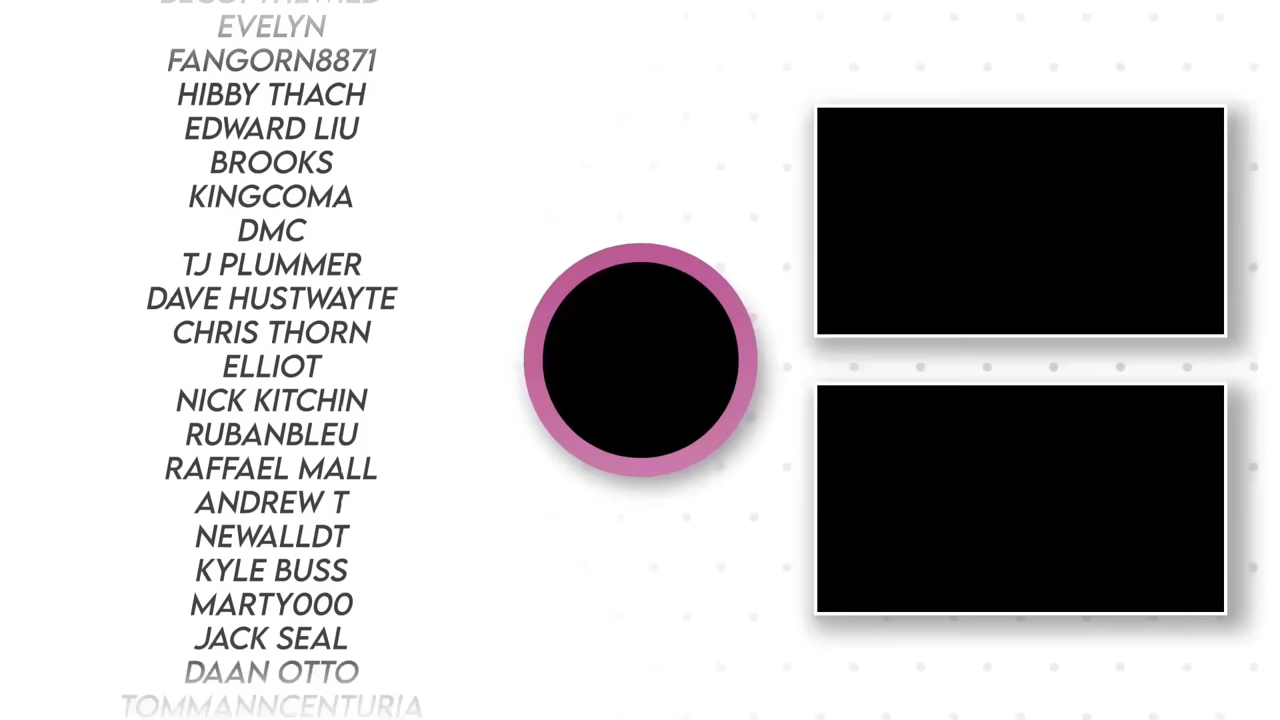 EVELYN
FANGORN8871
HIBBY THACH
EDWARD LIU
BROOKS
KINGCOMA
DMC
TJ PLUMMER
DAVE HUSTWAYTE
CHRIS THORN
ELLIOT
NICK KITCHIN
RUBANBLEU
RAFFAEL MALL
ANDREW T
NEWALLDT
KYLE BUSS
MARTY000
JACK SEAL
DAAN OTTO
TOMMANNCENTURIA